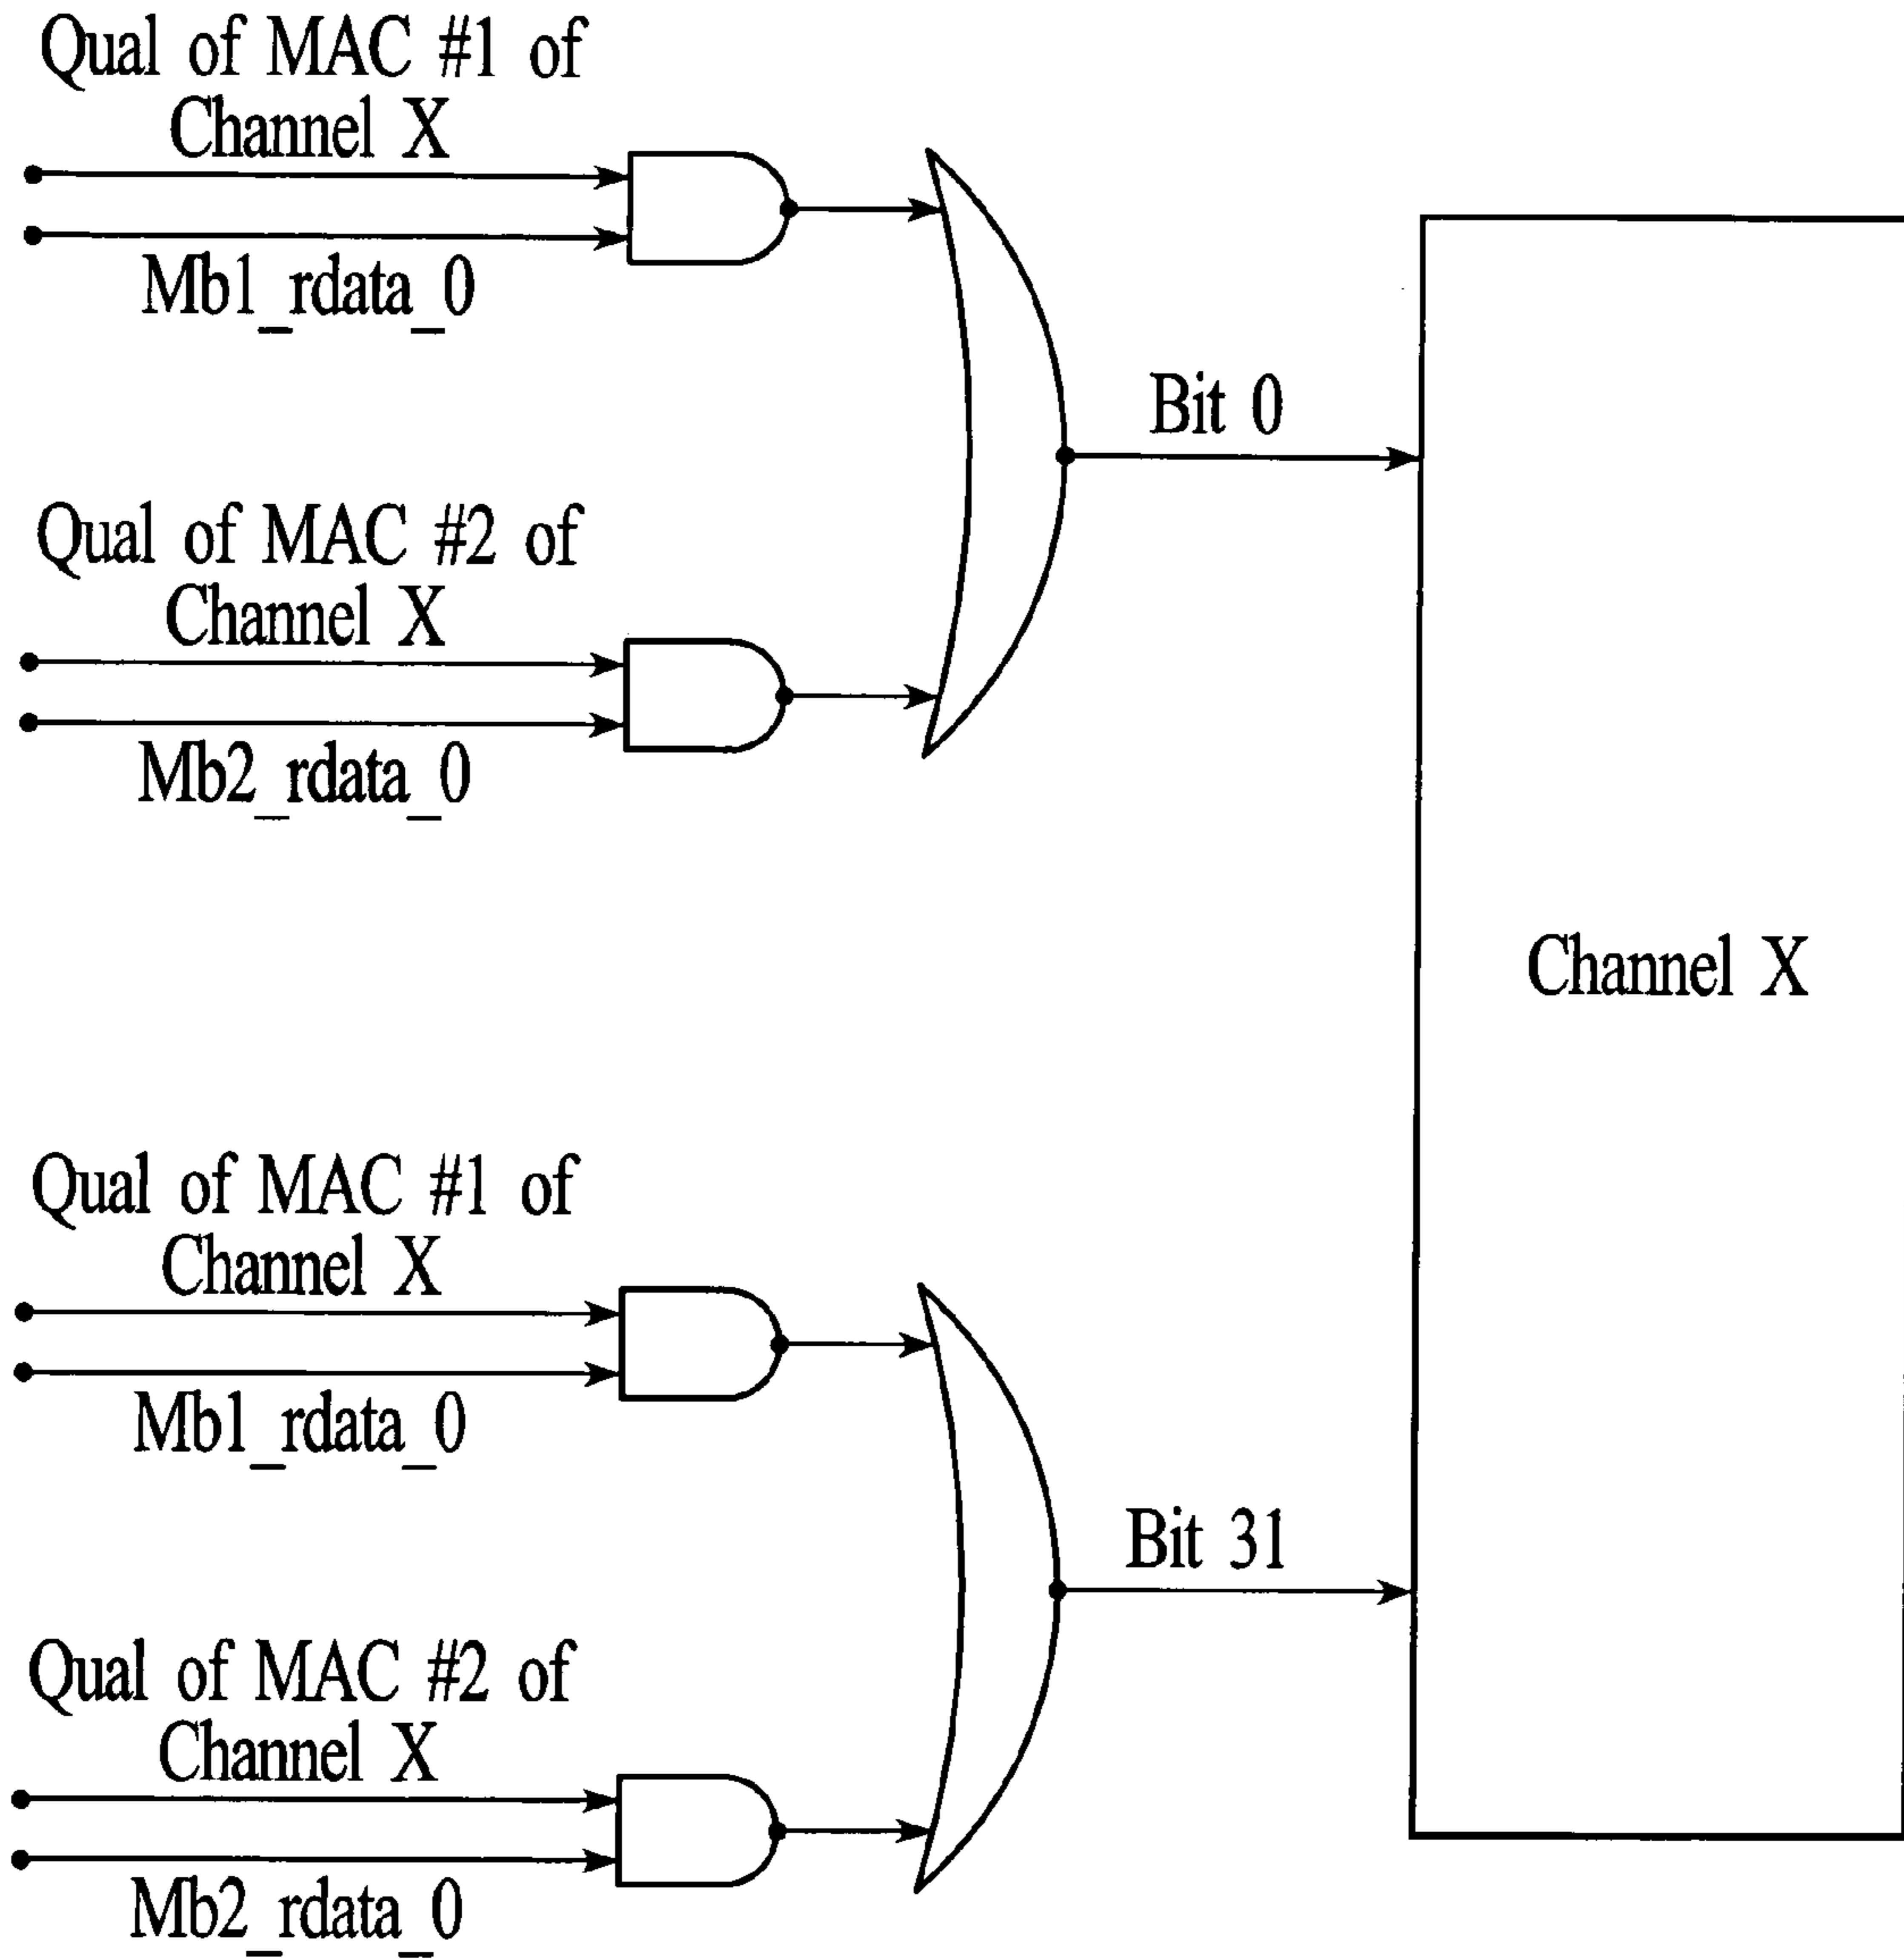 Qual of MAC #1 of
Channel X
Mb1_rdata_0
Bit 0
Qual of MAC #2 of
Channel X
Mb2_rdata_0
Channel X
Qual of MAC #1 of
Channel X
Mb1_rdata_0
Bit 31
Qual of MAC #2 of
Channel X
Mb2_rdata_0